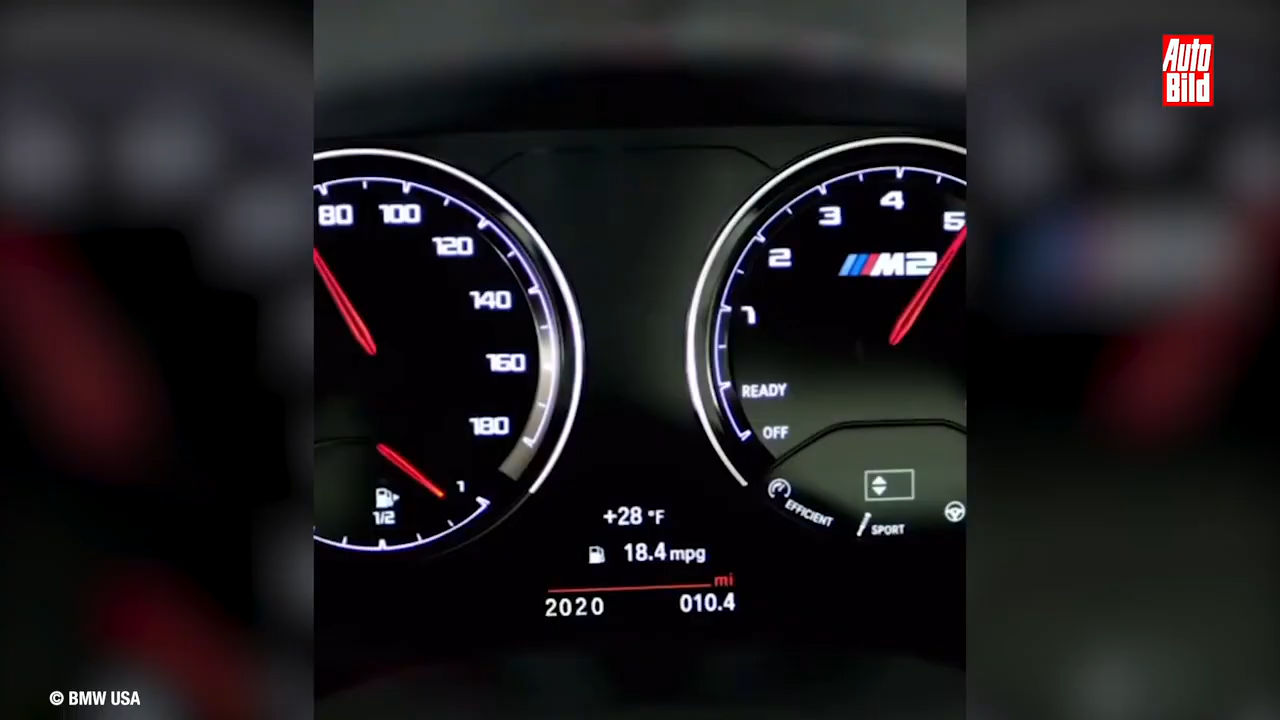 Auto
Bild
80
100
120
140
160
180
1
1/2
1
2
3
4
5
M2
READY
OFF
EFFICIENT
SPORT
+28 °F
18.4 mpg
mi
2020
010.4
© BMW USA